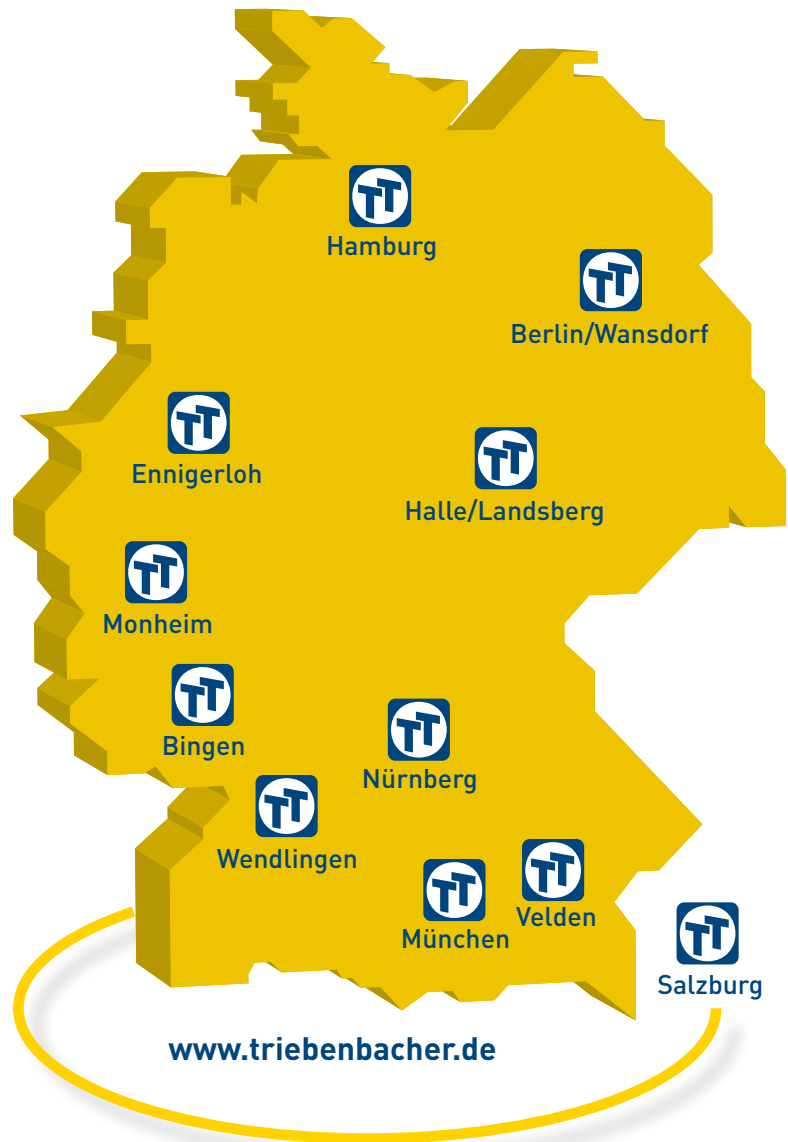 TT
Hamburg
TT
Berlin/Wansdorf
TT
Ennigerloh
TT
Halle/Landsberg
TT
Monheim
TT
Bingen
TT
Nürnberg
TT
Wendlingen
TT
München
TT
Velden
TT
Salzburg
www.triebenbacher.de